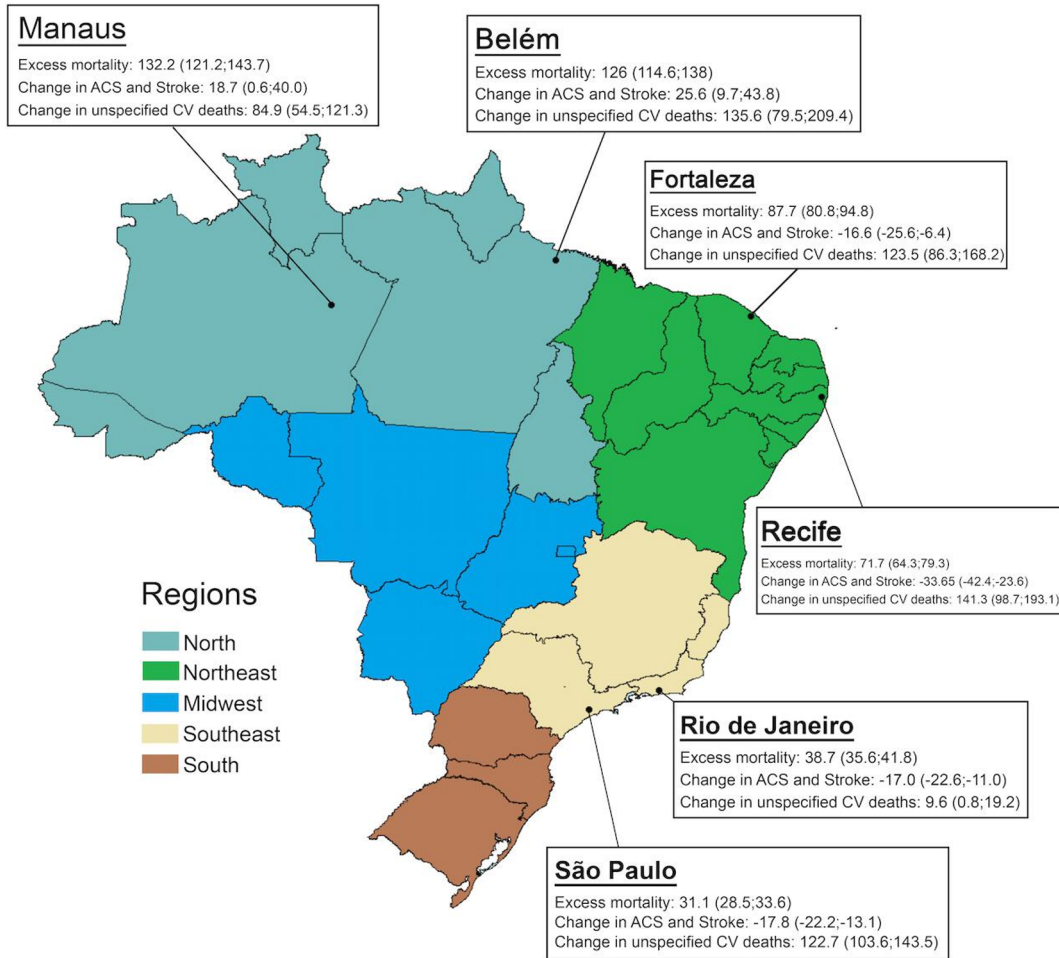 Manaus
Excess mortality: 132.2 (121.2;143.7)
Change in ACS and Stroke: 18.7 (0.6;40.0)
Change in unspecified CV deaths: 84.9 (54.5;121.3)
Belém
Excess mortality: 126 (114.6;138)
Change in ACS and Stroke: 25.6 (9.7;43.8)
Change in unspecified CV deaths: 135.6 (79.5;209.4)
Fortaleza
Excess mortality: 87.7 (80.8;94.8)
Change in ACS and Stroke: -16.6 (-25.6;-6.4)
Change in unspecified CV deaths: 123.5 (86.3;168.2)
Recife
Excess mortality: 71.7 (64.3;79.3)
Change in ACS and Stroke: -33.65 (-42.4;-23.6)
Change in unspecified CV deaths: 141.3 (98.7;193.1)
Regions
North
Northeast
Midwest
Southeast
South
Rio de Janeiro
Excess mortality: 38.7 (35.6;41.8)
Change in ACS and Stroke: -17.0 (-22.6;-11.0)
Change in unspecified CV deaths: 9.6 (0.8;19.2)
São Paulo
Excess mortality: 31.1 (28.5;33.6)
Change in ACS and Stroke: -17.8 (-22.2;-13.1)
Change in unspecified CV deaths: 122.7 (103.6;143.5)